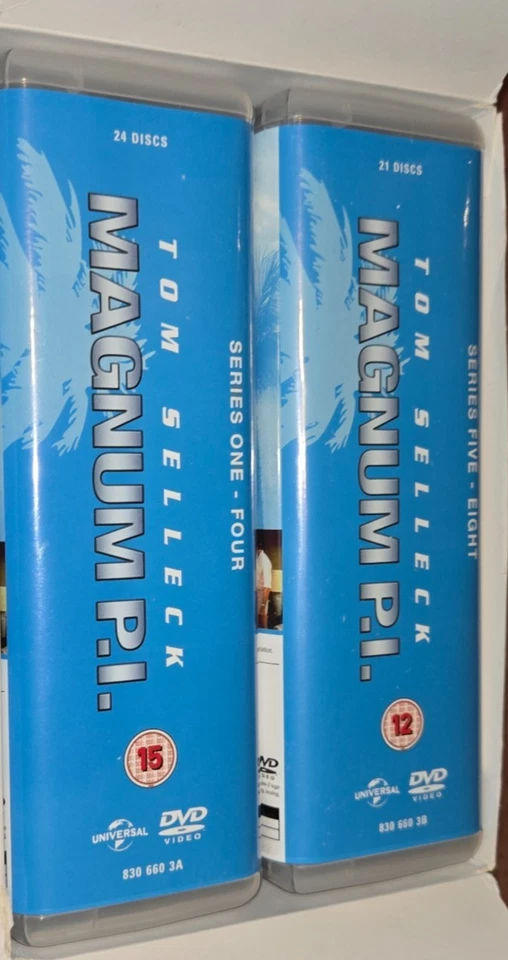 24 DISCS
TOM SELLECK
MAGNUM P.I.
SERIES ONE - FOUR
15
UNIVERSAL
DVD
VIDEO
830 660 3A
21 DISCS
TOM SELLECK
MAGNUM P.I.
SERIES FIVE - EIGHT
12
UNIVERSAL
DVD
VIDEO
830 660 3B